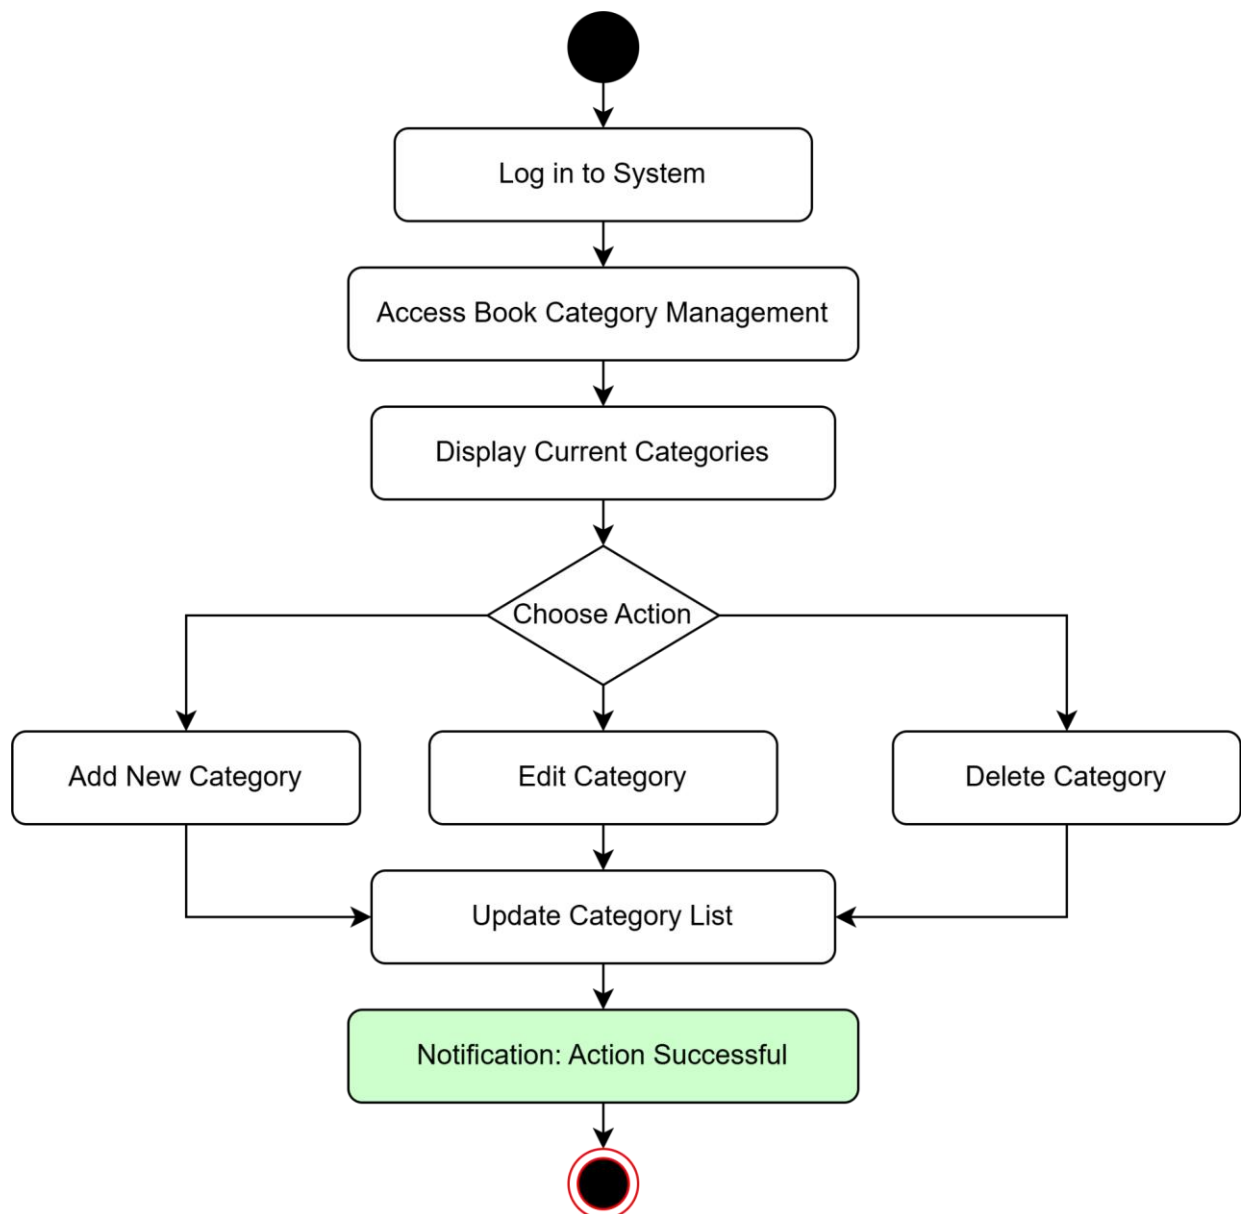 Log in to System
Access Book Category Management
Display Current Categories
Choose Action
Add New Category
Edit Category
Delete Category
Update Category List
Notification: Action Successful